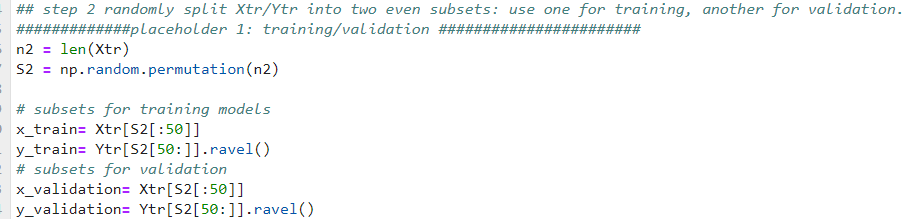 ## step 2 randomly split Xtr/Ytr into two even subsets: use one for training, another for validation.
#############placeholder 1: training/validation #######################
n2 = len(Xtr)
S2 = np.random.permutation(n2)
# subsets for training models
x_train= Xtr[S2[:50]]
y_train= Ytr[S2[50:]].ravel()
# subsets for validation
x_validation= Xtr[S2[:50]]
y_validation= Ytr[S2[50:]].ravel()